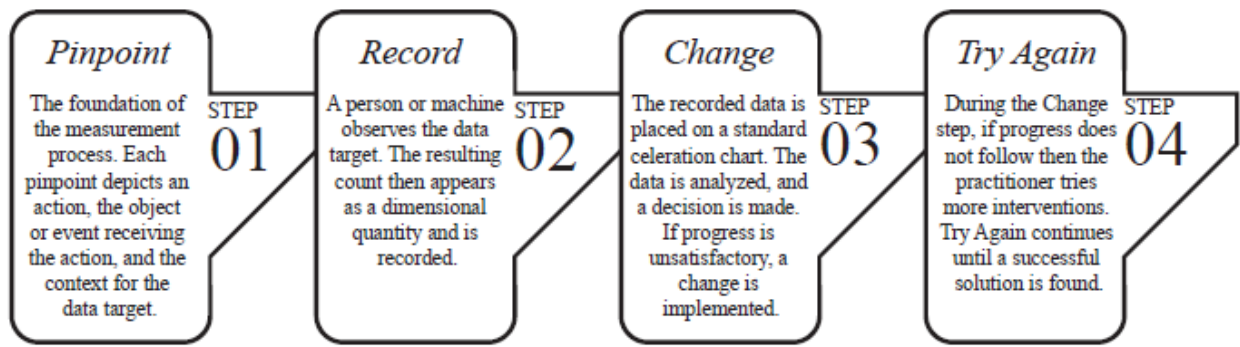 Pinpoint
The foundation of
the measurement
process. Each
pinpoint depicts an
action, the object
or event receiving
the action, and the
context for the
data target.
STEP
01
Record
A person or machine
observes the data
target. The resulting
count then appears
as a dimensional
quantity and is
recorded.
STEP
02
Change
The recorded data is
placed on a standard
celeration chart. The
data is analyzed, and
a decision is made.
If progress is
unsatisfactory, a
change is
implemented.
STEP
03
Try Again
During the Change
step, if progress does
not follow then the
practitioner tries
more interventions.
Try Again continues
until a successful
solution is found.
STEP
04